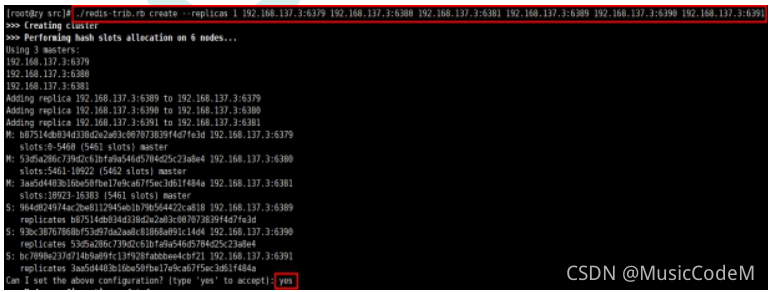 [root@zy src]# ./redis-trib.rb create --replicas 1 192.168.137.3:6379 192.168.137.3:6380 192.168.137.3:6381 192.168.137.3:6389 192.168.137.3:6390 192.168.137.3:6391
>>> Creating cluster
>>> Performing hash slots allocation on 6 nodes...
Using 3 masters:
192.168.137.3:6379
192.168.137.3:6380
192.168.137.3:6381
Adding replica 192.168.137.3:6389 to 192.168.137.3:6379
Adding replica 192.168.137.3:6390 to 192.168.137.3:6380
Adding replica 192.168.137.3:6391 to 192.168.137.3:6381
M: b87514db034d338d2e2a03c007073839f4d7fe3d 192.168.137.3:6379
slots:0-5460 (5461 slots) master
M: 53d5a286c739d2c61bfa9a546d5704d25c23a8e4 192.168.137.3:6380
slots:5461-10922 (5462 slots) master
M: 3aa5d4403b16be50fbe17e9ca67f5ec3d61f484a 192.168.137.3:6381
slots:10923-16383 (5461 slots) master
S: 964d024974ac2be8112945eb1b79b564422ca818 192.168.137.3:6389
replicates b87514db034d338d2e2a03c007073839f4d7fe3d
S: 93bc38767868bf53d97da2aa8c81868a091c14d4 192.168.137.3:6390
replicates 53d5a286c739d2c61bfa9a546d5704d25c23a8e4
S: bc7090e237d714b9a09fc13f928fabbbee4cbf21 192.168.137.3:6391
replicates 3aa5d4403b16be50fbe17e9ca67f5ec3d61f484a
Can I set the above configuration? (type 'yes' to accept): yes
CSDN @MusicCodeM